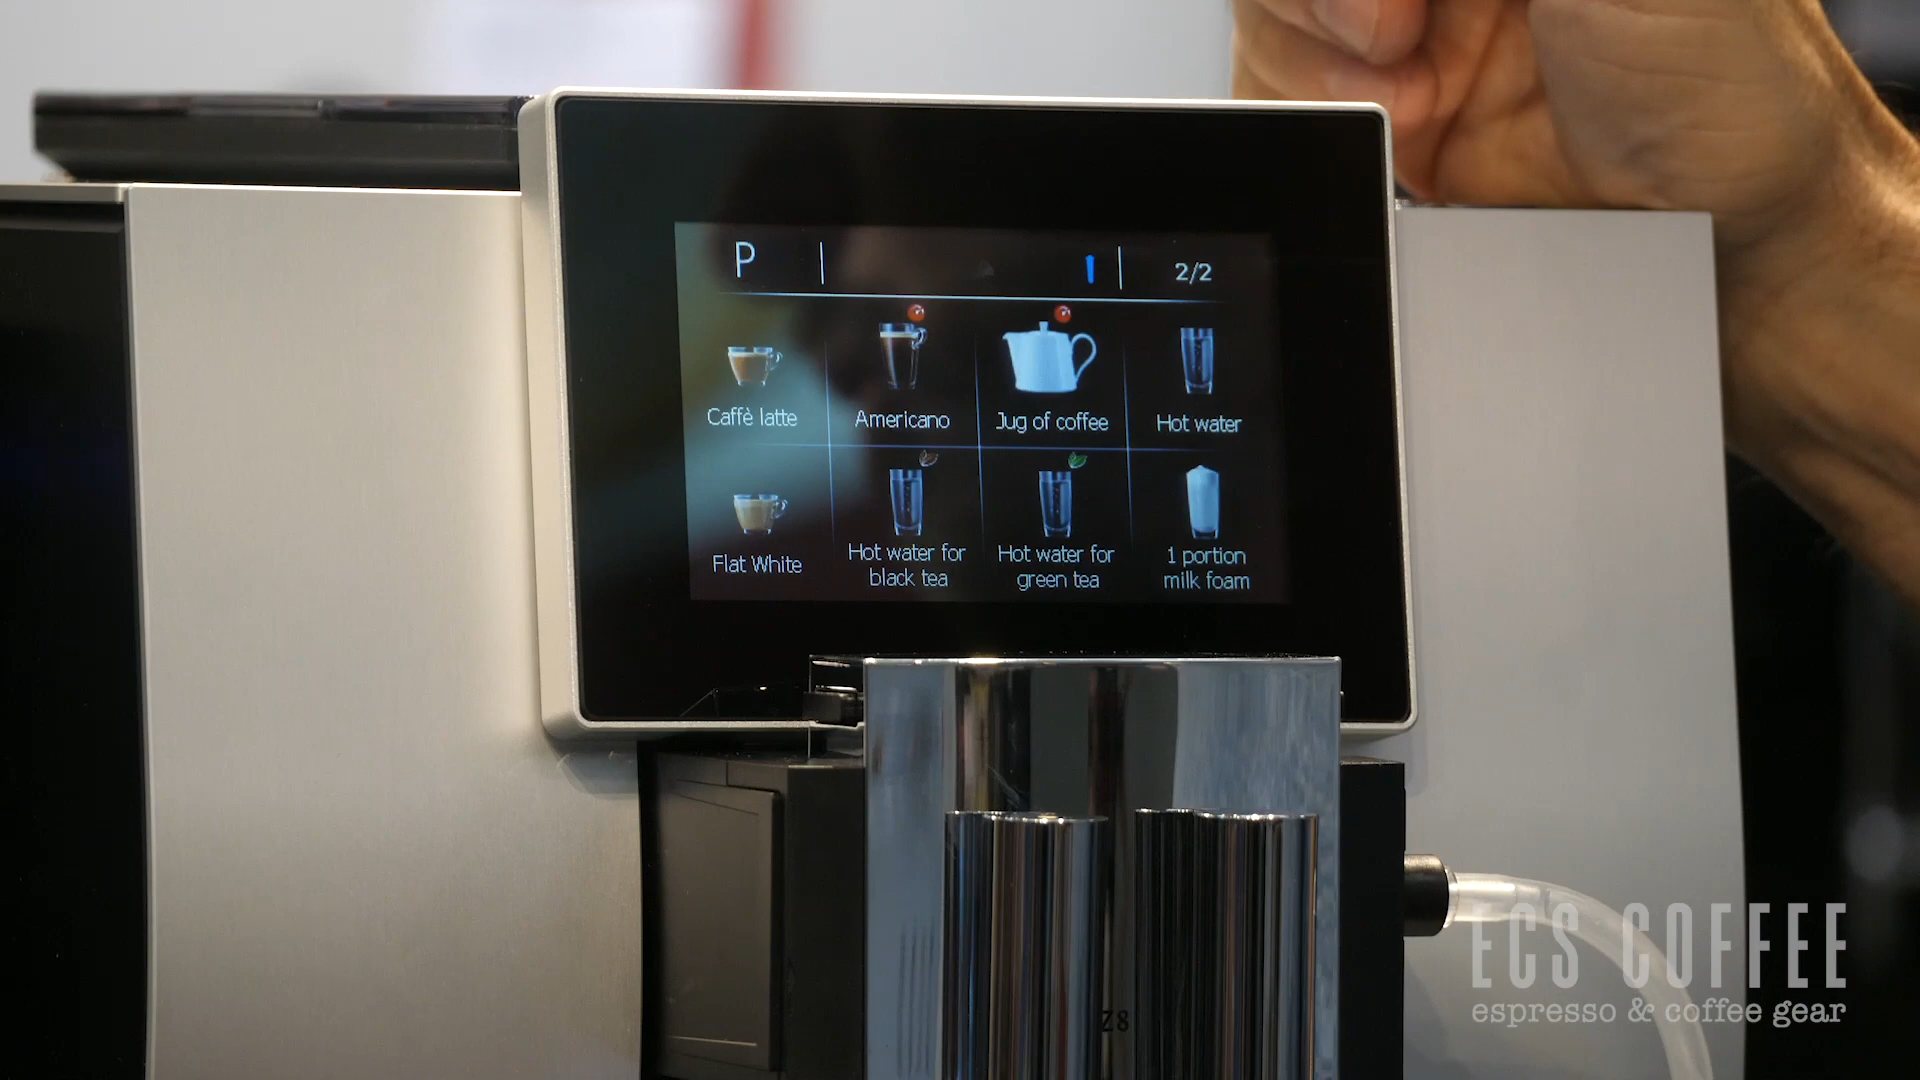 P
2/2
Caffè latte
Americano
Jug of coffee
Hot water
Flat White
Hot water for
black tea
Hot water for
green tea
1 portion
milk foam
Z8
ECS COFFEE
espresso & coffee gear